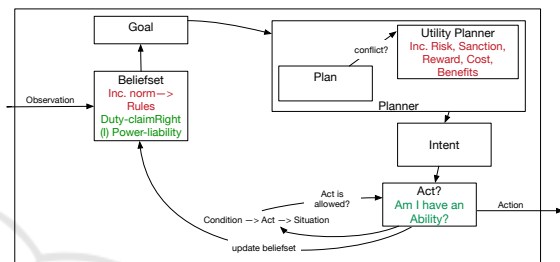 Goal
Utility Planner
Inc. Risk, Sanction,
Reward, Cost,
Benefits
conflict?
Plan
Planner
Beliefset
Inc. norm—>
Rules
Duty-claimRight
(I) Power-liability
Observation
Intent
Act is
allowed?
Act?
Am I have an
Ability?
Action
Condition —> Act —> Situation
update beliefset